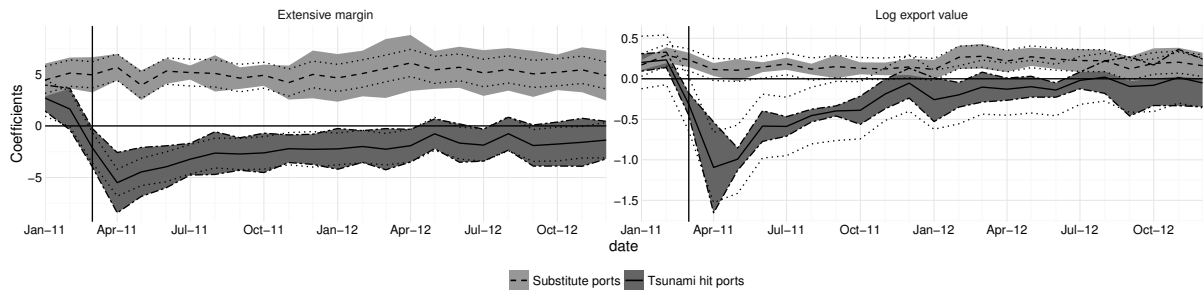 Extensive margin
Log export value
Coefficients
5
0
−5
0.5
0.0
−0.5
−1.0
−1.5
Jan−11 Apr−11 Jul−11 Oct−11 Jan−12 Apr−12 Jul−12 Oct−12
Jan−11 Apr−11 Jul−11 Oct−11 Jan−12 Apr−12 Jul−12 Oct−12
date
Substitute ports Tsunami hit ports